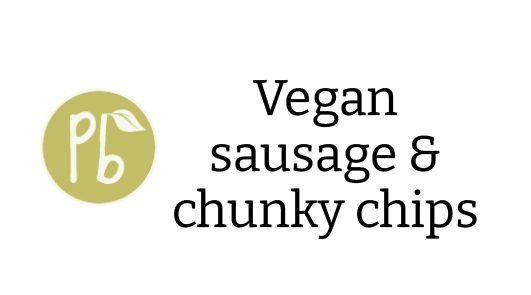 Pb
Vegan
sausage &
chunky chips